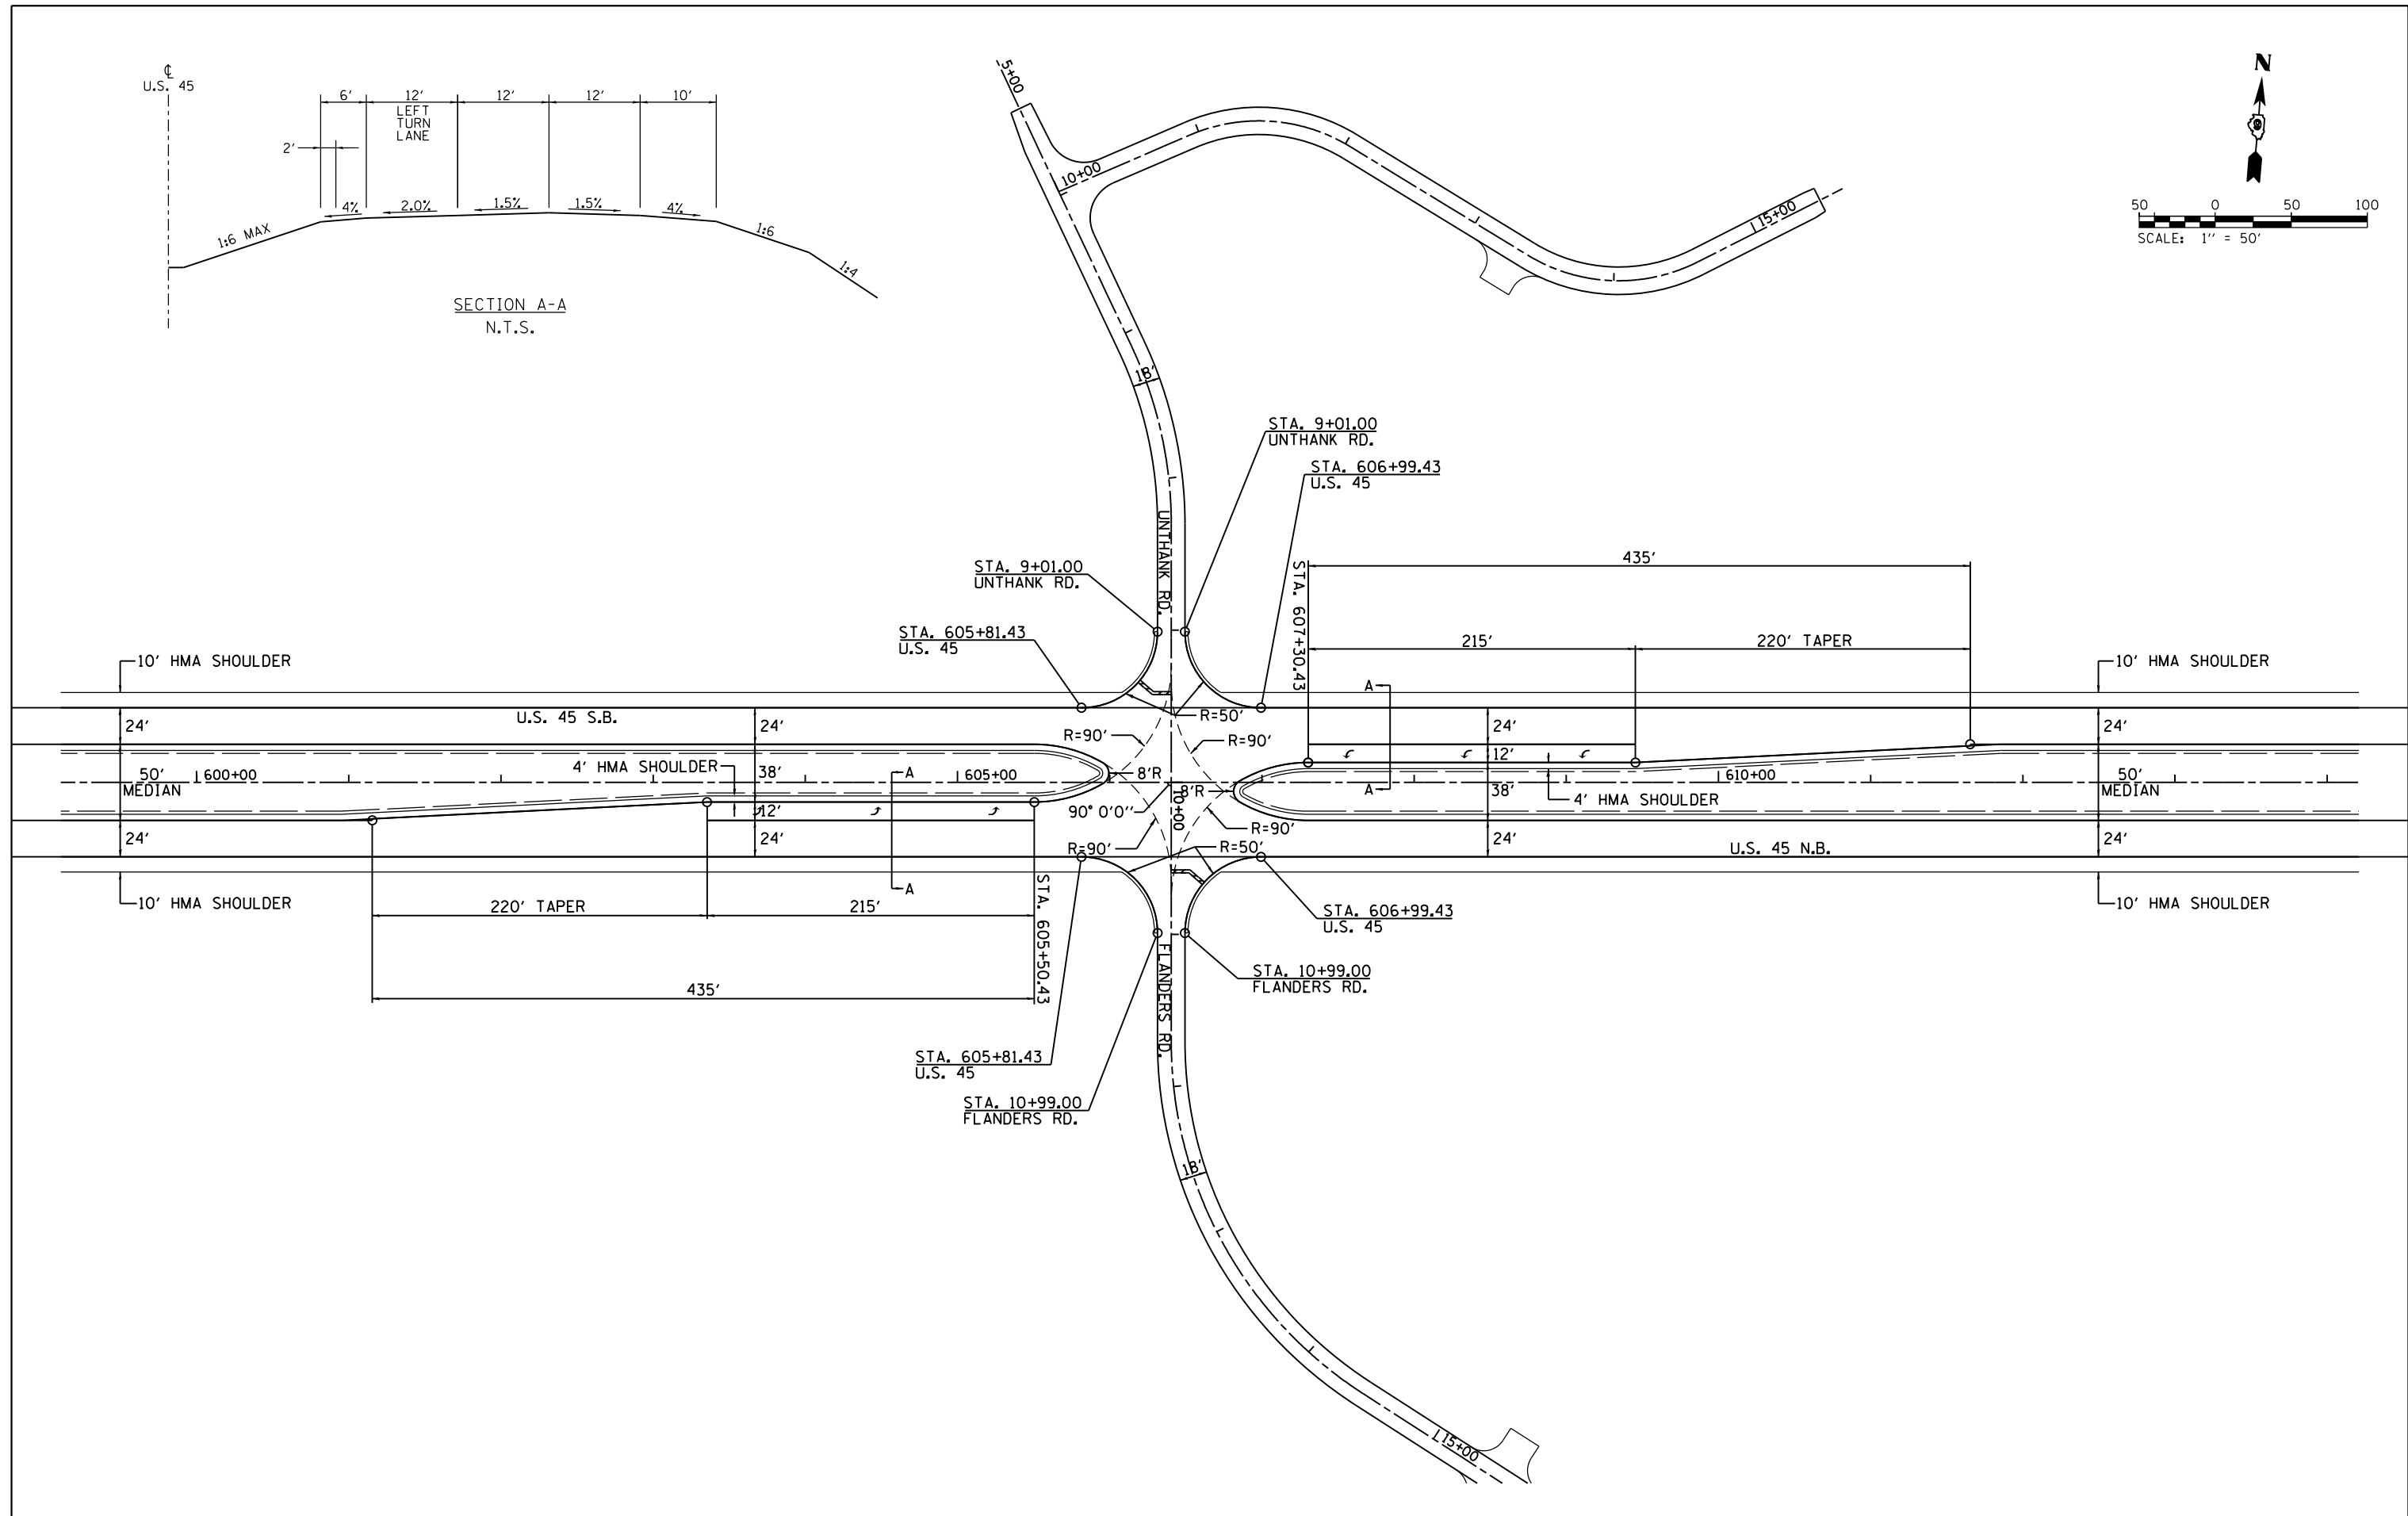 ℄
U.S. 45
6' 12' 12' 12' 10'
LEFT
TURN
LANE
2'
4% 2.0% 1.5% 1.5% 4%
1:6 MAX
1:6
1:4
SECTION A-A
N.T.S.
N
50 0 50 100
SCALE: 1'' = 50'
5+00
10+00
15+00
18'
STA. 9+01.00
UNTHANK RD.
STA. 606+99.43
U.S. 45
UNTHANK RD.
STA. 9+01.00
UNTHANK RD.
STA. 605+81.43
U.S. 45
435'
215'
220' TAPER
STA. 607+30.43
10' HMA SHOULDER
10' HMA SHOULDER
A
A
U.S. 45 S.B.
24'
24'
24'
24'
R=50'
R=90'
R=90'
50'
MEDIAN
600+00
4' HMA SHOULDER
38'
A
A
605+00
8'R
8'R
12'
38'
4' HMA SHOULDER
610+00
50'
MEDIAN
12'
90° 0'0''
10+00
R=90'
R=90'
R=50'
24'
24'
24'
24'
U.S. 45 N.B.
10' HMA SHOULDER
10' HMA SHOULDER
220' TAPER
215'
435'
STA. 605+50.43
STA. 606+99.43
U.S. 45
STA. 10+99.00
FLANDERS RD.
FLANDERS RD.
STA. 605+81.43
U.S. 45
STA. 10+99.00
FLANDERS RD.
18'
15+00